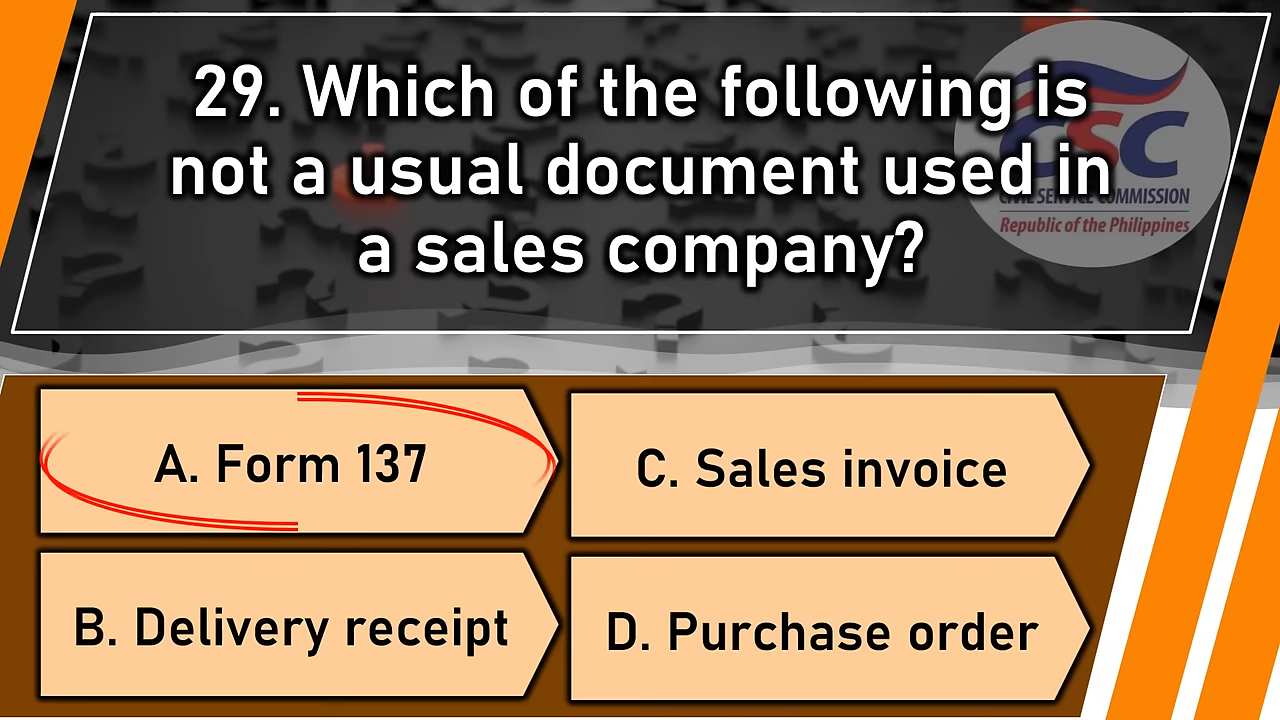 29. Which of the following is
not a usual document used in
a sales company?
CSC
CIVIL SERVICE COMMISSION
Republic of the Philippines
A. Form 137
C. Sales invoice
B. Delivery receipt
D. Purchase order